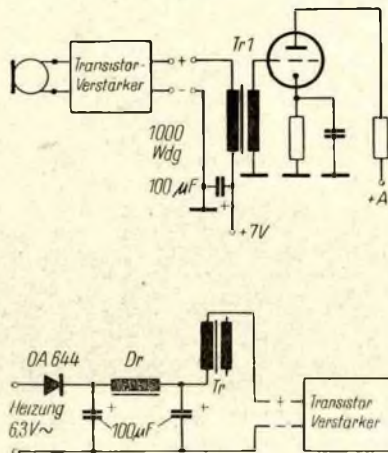 Tr1
Transistor-
Verstärker
+
-
1000
Wdg
100 µF
+
+7V
+A
OA 644
Dr
Tr
Heizung
6,3V~
+
100µF
+
+
-
Transistor
Verstärker